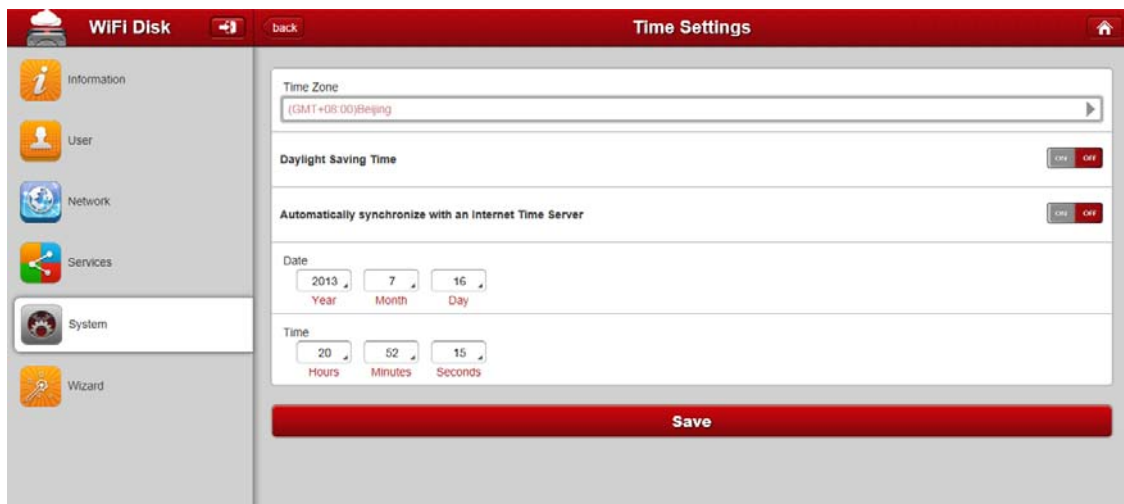 WiFi Disk
back
Time Settings
Information
User
Network
Services
System
Wizard
Time Zone
(GMT+08:00)Beijing
Daylight Saving Time
ON OFF
Automatically synchronize with an Internet Time Server
ON OFF
Date
2013 7 16
Year Month Day
Time
20 52 15
Hours Minutes Seconds
Save